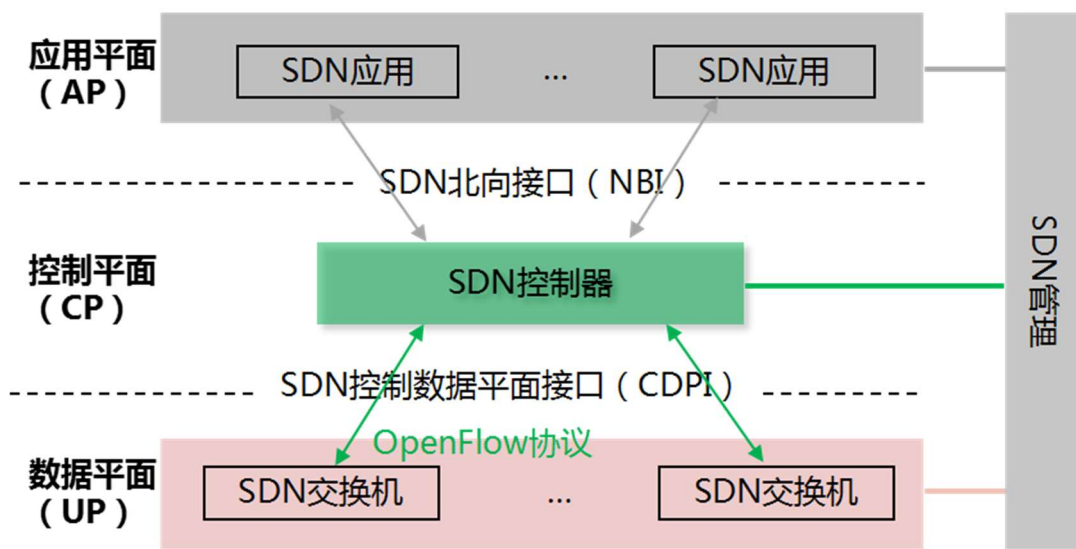 应用平面
（AP）
SDN应用
...
SDN应用
SDN北向接口（NBI）
控制平面
（CP）
SDN控制器
SDN管理
SDN控制数据平面接口（CDPI）
OpenFlow协议
数据平面
（UP）
SDN交换机
...
SDN交换机